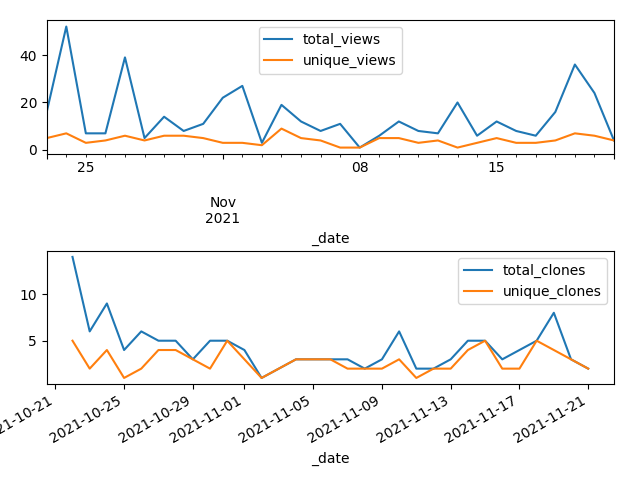 total_views
unique_views
40
20
0
25
08
15
Nov
2021
_date
total_clones
unique_clones
10
5
21-10-21
2021-10-25
2021-10-29
2021-11-01
2021-11-05
2021-11-09
2021-11-13
2021-11-17
2021-11-21
_date